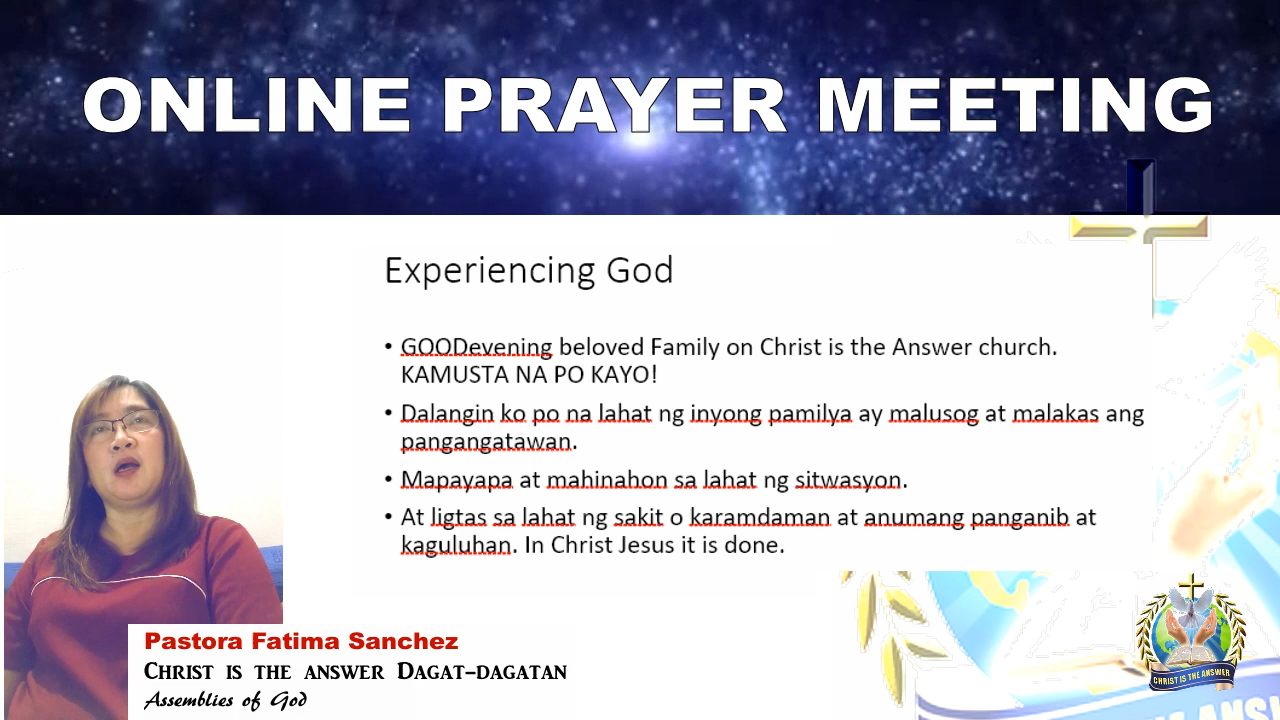 ONLINE PRAYER MEETING
Experiencing God
• GOODevening beloved Family on Christ is the Answer church.
KAMUSTA NA PO KAYO!
• Dalangin ko po na lahat ng inyong pamilya ay malusog at malakas ang
pangangatawan.
• Mapayapa at mahinahon sa lahat ng sitwasyon.
• At ligtas sa lahat ng sakit o karamdaman at anumang panganib at
kaguluhan. In Christ Jesus it is done.
Pastora Fatima Sanchez
CHRIST IS THE ANSWER DAGAT-DAGATAN
Assemblies of God
CHRIST IS THE ANSWER